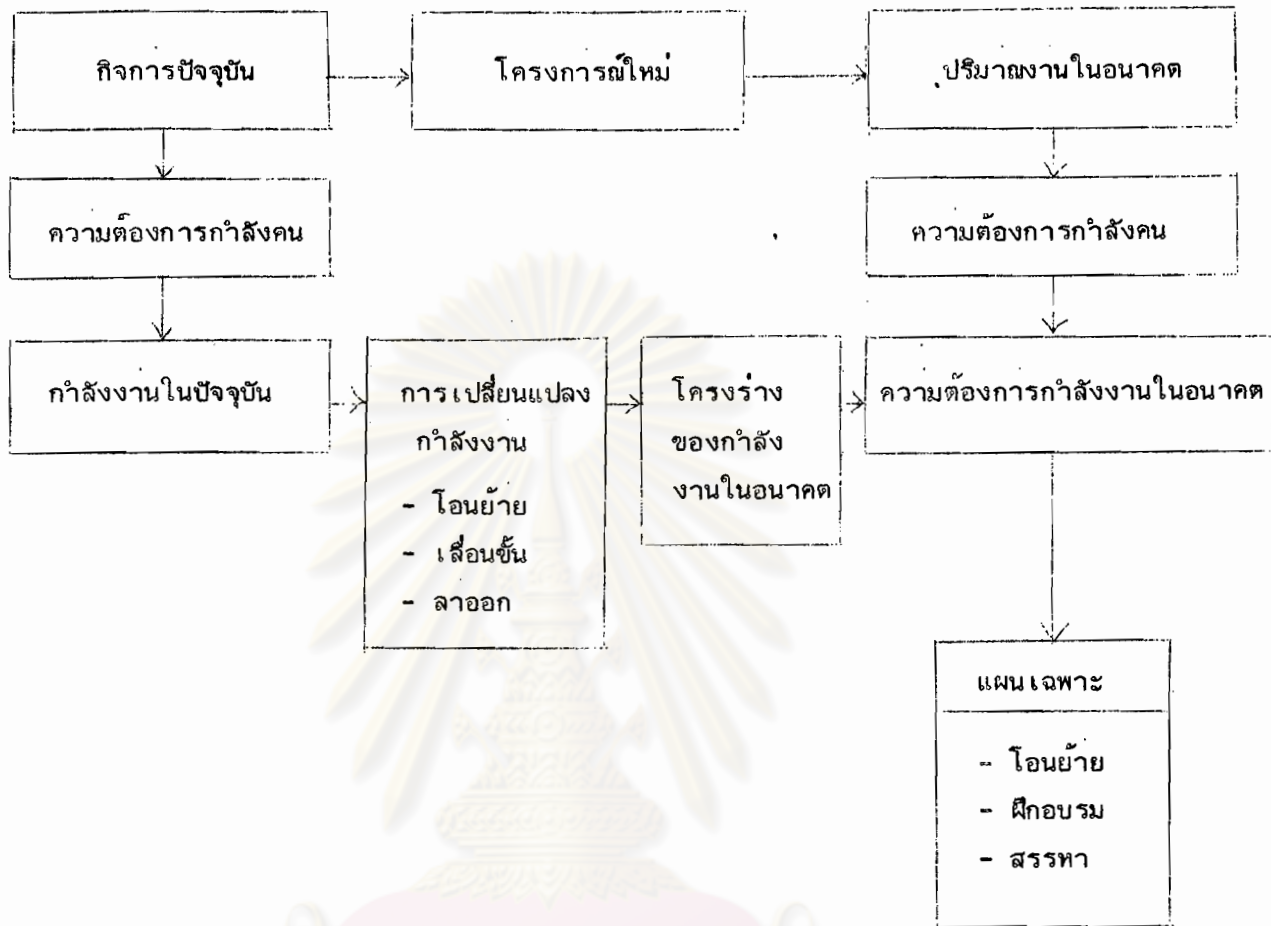 กิจการปัจจุบัน
โครงการณ์ใหม่
ปริมาณงานในอนาคต
ความต้องการกำลังคน
ความต้องการกำลังคน
กำลังงานในปัจจุบัน
การเปลี่ยนแปลง
กำลังงาน
- โอนย้าย
- เลื่อนขั้น
- ลาออก
โครงร่าง
ของกำลัง
งานในอนาคต
ความต้องการกำลังงานในอนาคต
แผนเฉพาะ
- โอนย้าย
- ฝึกอบรม
- สรรหา